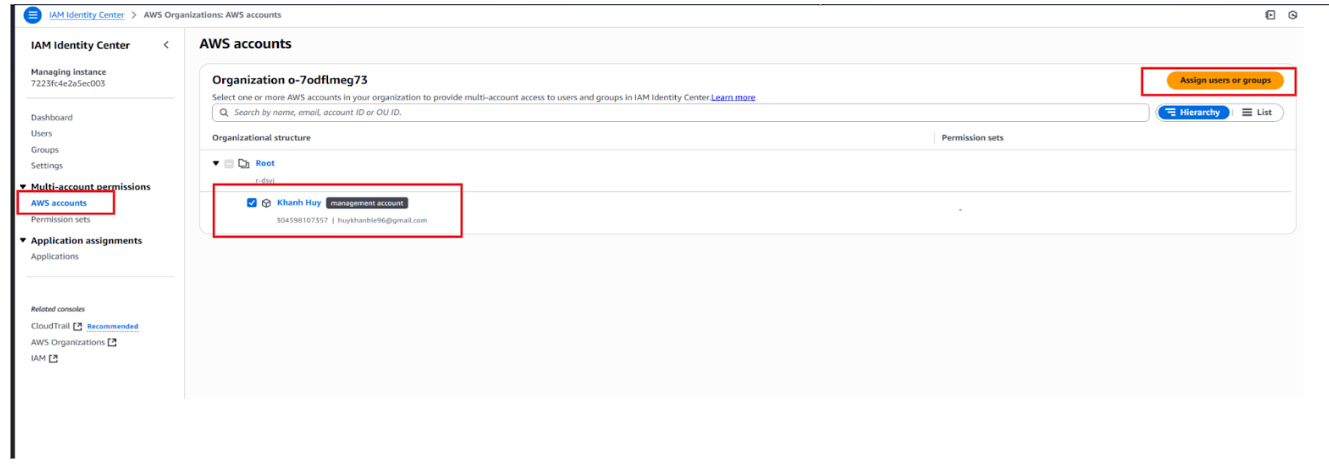 IAM Identity Center > AWS Organizations: AWS accounts
IAM Identity Center
Managing instance
7223fc4e2a5ec003
Dashboard
Users
Groups
Settings
Multi-account permissions
AWS accounts
Permission sets
Application assignments
Applications
Related consoles
CloudTrail Recommended
AWS Organizations
IAM
AWS accounts
Organization o-7odflmeg73
Assign users or groups
Select one or more AWS accounts in your organization to provide multi-account access to users and groups in IAM Identity Center. Learn more
Search by name, email, account ID or OU ID.
Hierarchy
List
Organizational structure
Permission sets
Root
r-dsvi
Khanh Huy management account
304598107357 | huykhanhle96@gmail.com
-